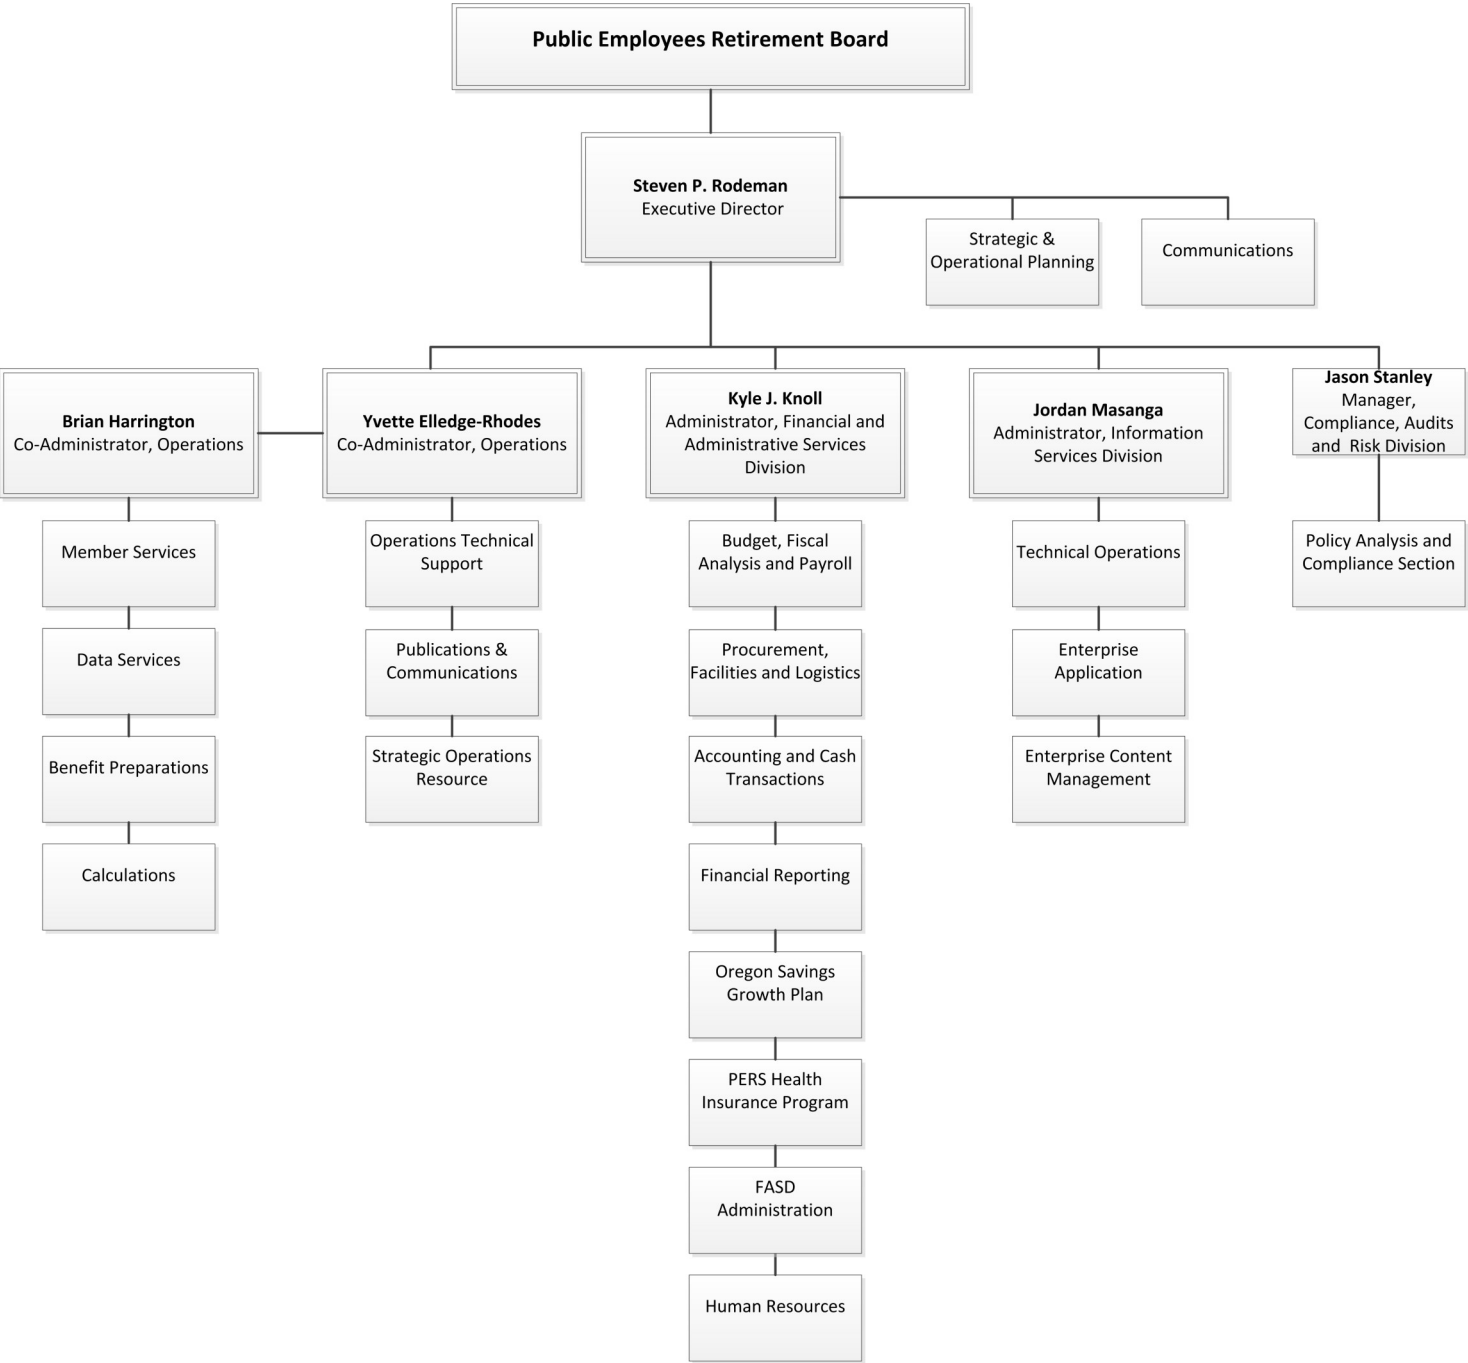 Public Employees Retirement Board
Steven P. Rodeman
Executive Director
Strategic &
Operational Planning
Communications
Brian Harrington
Co-Administrator, Operations
Yvette Elledge-Rhodes
Co-Administrator, Operations
Kyle J. Knoll
Administrator, Financial and
Administrative Services
Division
Jordan Masanga
Administrator, Information
Services Division
Jason Stanley
Manager,
Compliance, Audits
and  Risk Division
Member Services
Data Services
Benefit Preparations
Calculations
Operations Technical
Support
Publications &
Communications
Strategic Operations
Resource
Budget, Fiscal
Analysis and Payroll
Procurement,
Facilities and Logistics
Accounting and Cash
Transactions
Financial Reporting
Oregon Savings
Growth Plan
PERS Health
Insurance Program
FASD
Administration
Human Resources
Technical Operations
Enterprise
Application
Enterprise Content
Management
Policy Analysis and
Compliance Section